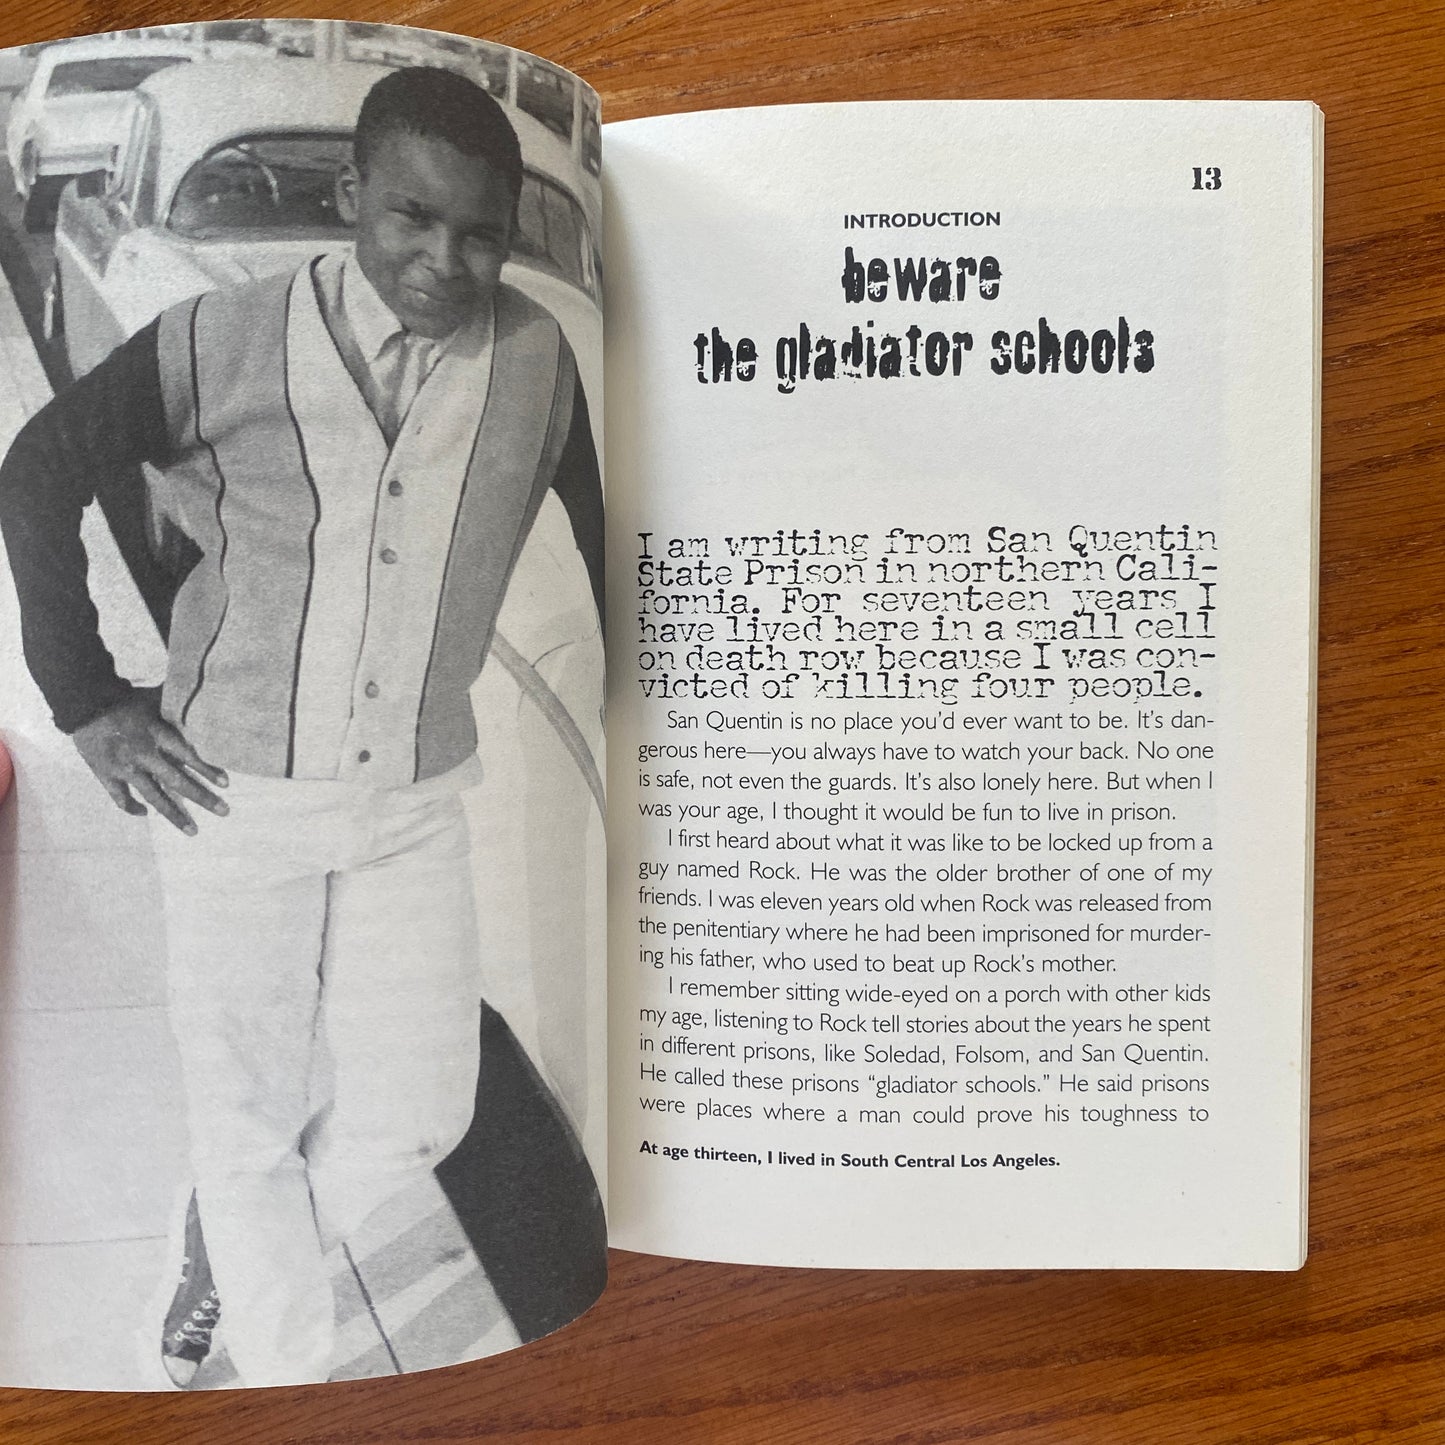 13
INTRODUCTION
beware
the gladiator schools
I am writing from San Quentin
State Prison in northern Cali-
fornia. For seventeen years I
have lived here in a small cell
on death row because I was con-
victed of killing four people.
San Quentin is no place you'd ever want to be. It's dan-
gerous here—you always have to watch your back. No one
is safe, not even the guards. It's also lonely here. But when I
was your age, I thought it would be fun to live in prison.
I first heard about what it was like to be locked up from a
guy named Rock. He was the older brother of one of my
friends. I was eleven years old when Rock was released from
the penitentiary where he had been imprisoned for murder-
ing his father, who used to beat up Rock's mother.
I remember sitting wide-eyed on a porch with other kids
my age, listening to Rock tell stories about the years he spent
in different prisons, like Soledad, Folsom, and San Quentin.
He called these prisons “gladiator schools.” He said prisons
were places where a man could prove his toughness to
At age thirteen, I lived in South Central Los Angeles.